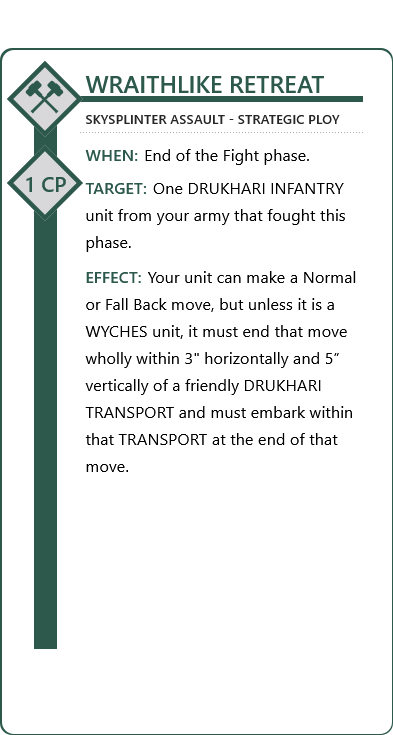 WRAITHLIKE RETREAT
SKYSPLINTER ASSAULT - STRATEGIC PLOY
1 CP
WHEN: End of the Fight phase.
TARGET: One DRUKHARI INFANTRY
unit from your army that fought this
phase.
EFFECT: Your unit can make a Normal
or Fall Back move, but unless it is a
WYCHES unit, it must end that move
wholly within 3" horizontally and 5”
vertically of a friendly DRUKHARI
TRANSPORT and must embark within
that TRANSPORT at the end of that
move.